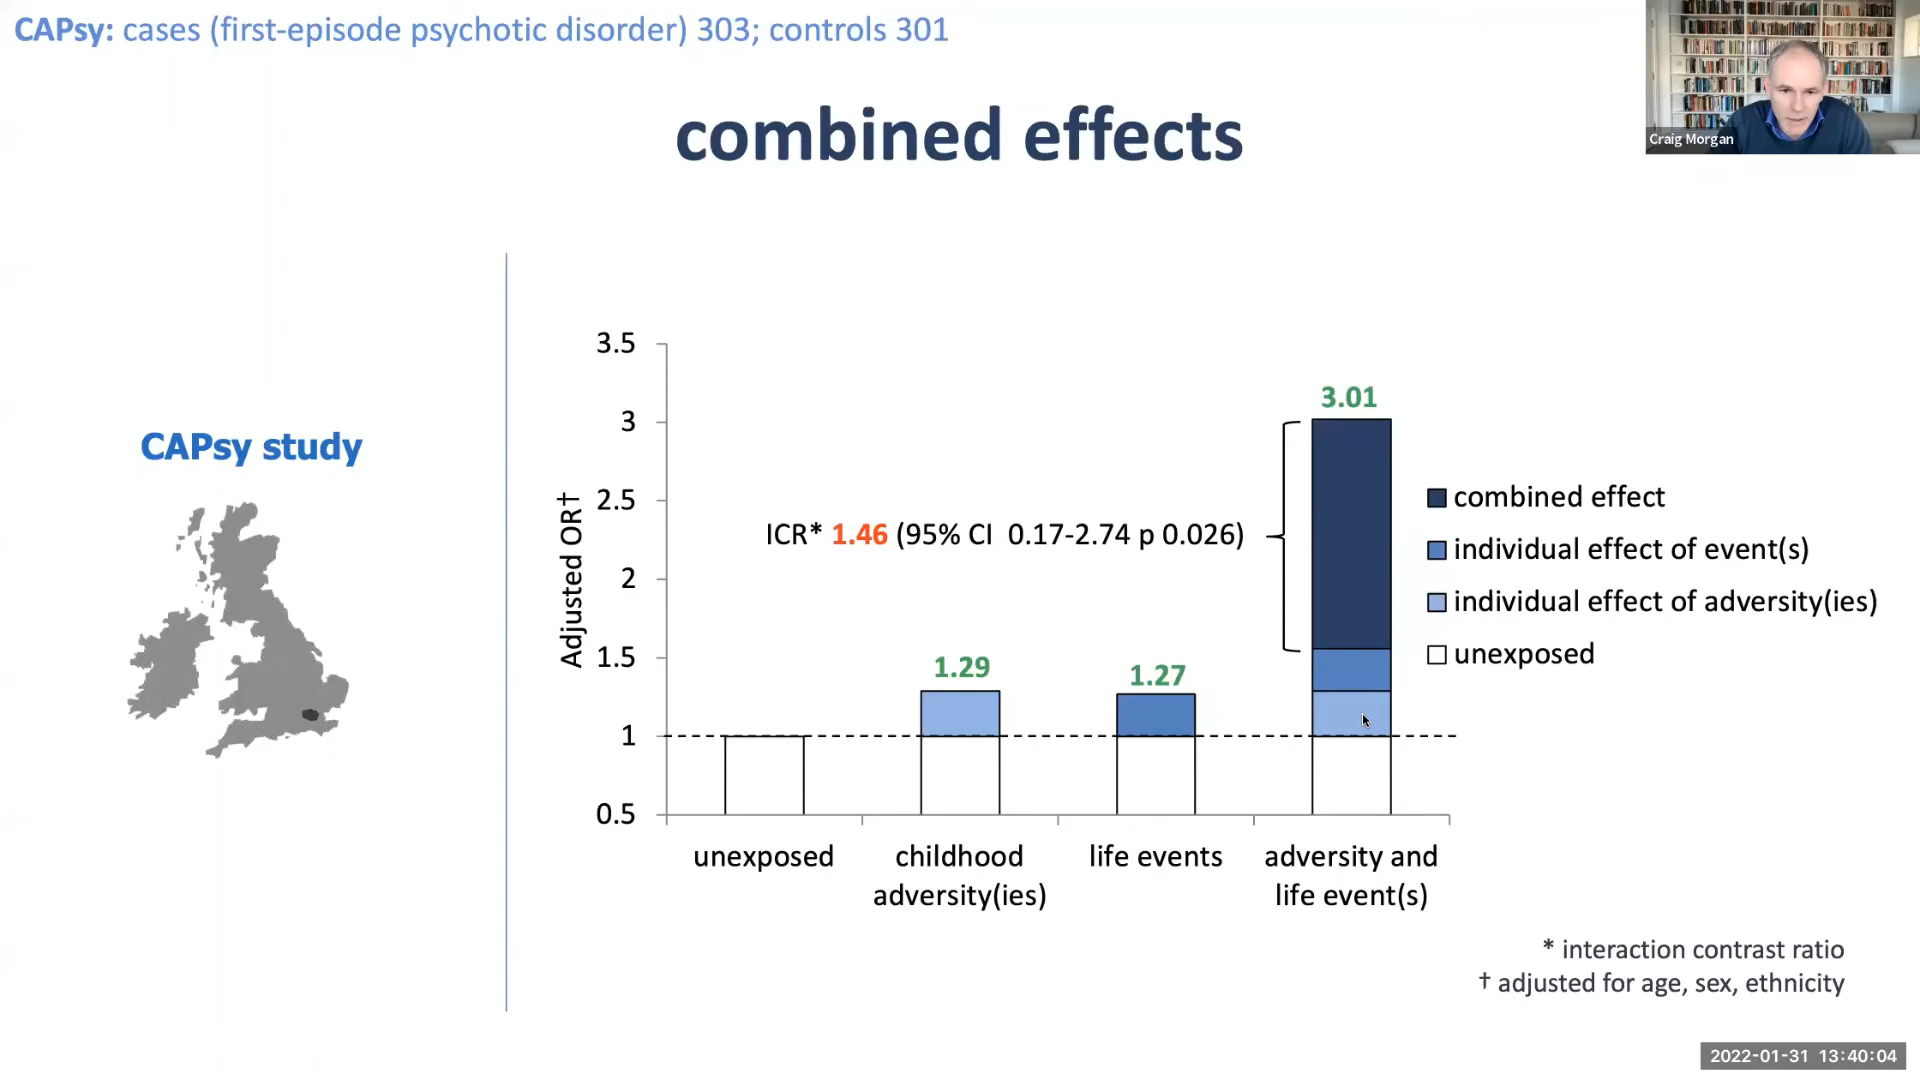 CAPsy: cases (first-episode psychotic disorder) 303; controls 301
Craig Morgan
combined effects
CAPsy study
Adjusted OR†
3.5
3
2.5
2
1.5
1
0.5
ICR* 1.46 (95% CI 0.17-2.74 p 0.026)
1.29
1.27
3.01
combined effect
individual effect of event(s)
individual effect of adversity(ies)
unexposed
unexposed
childhood
adversity(ies)
life events
adversity and
life event(s)
* interaction contrast ratio
† adjusted for age, sex, ethnicity
2022-01-31 13:40:04